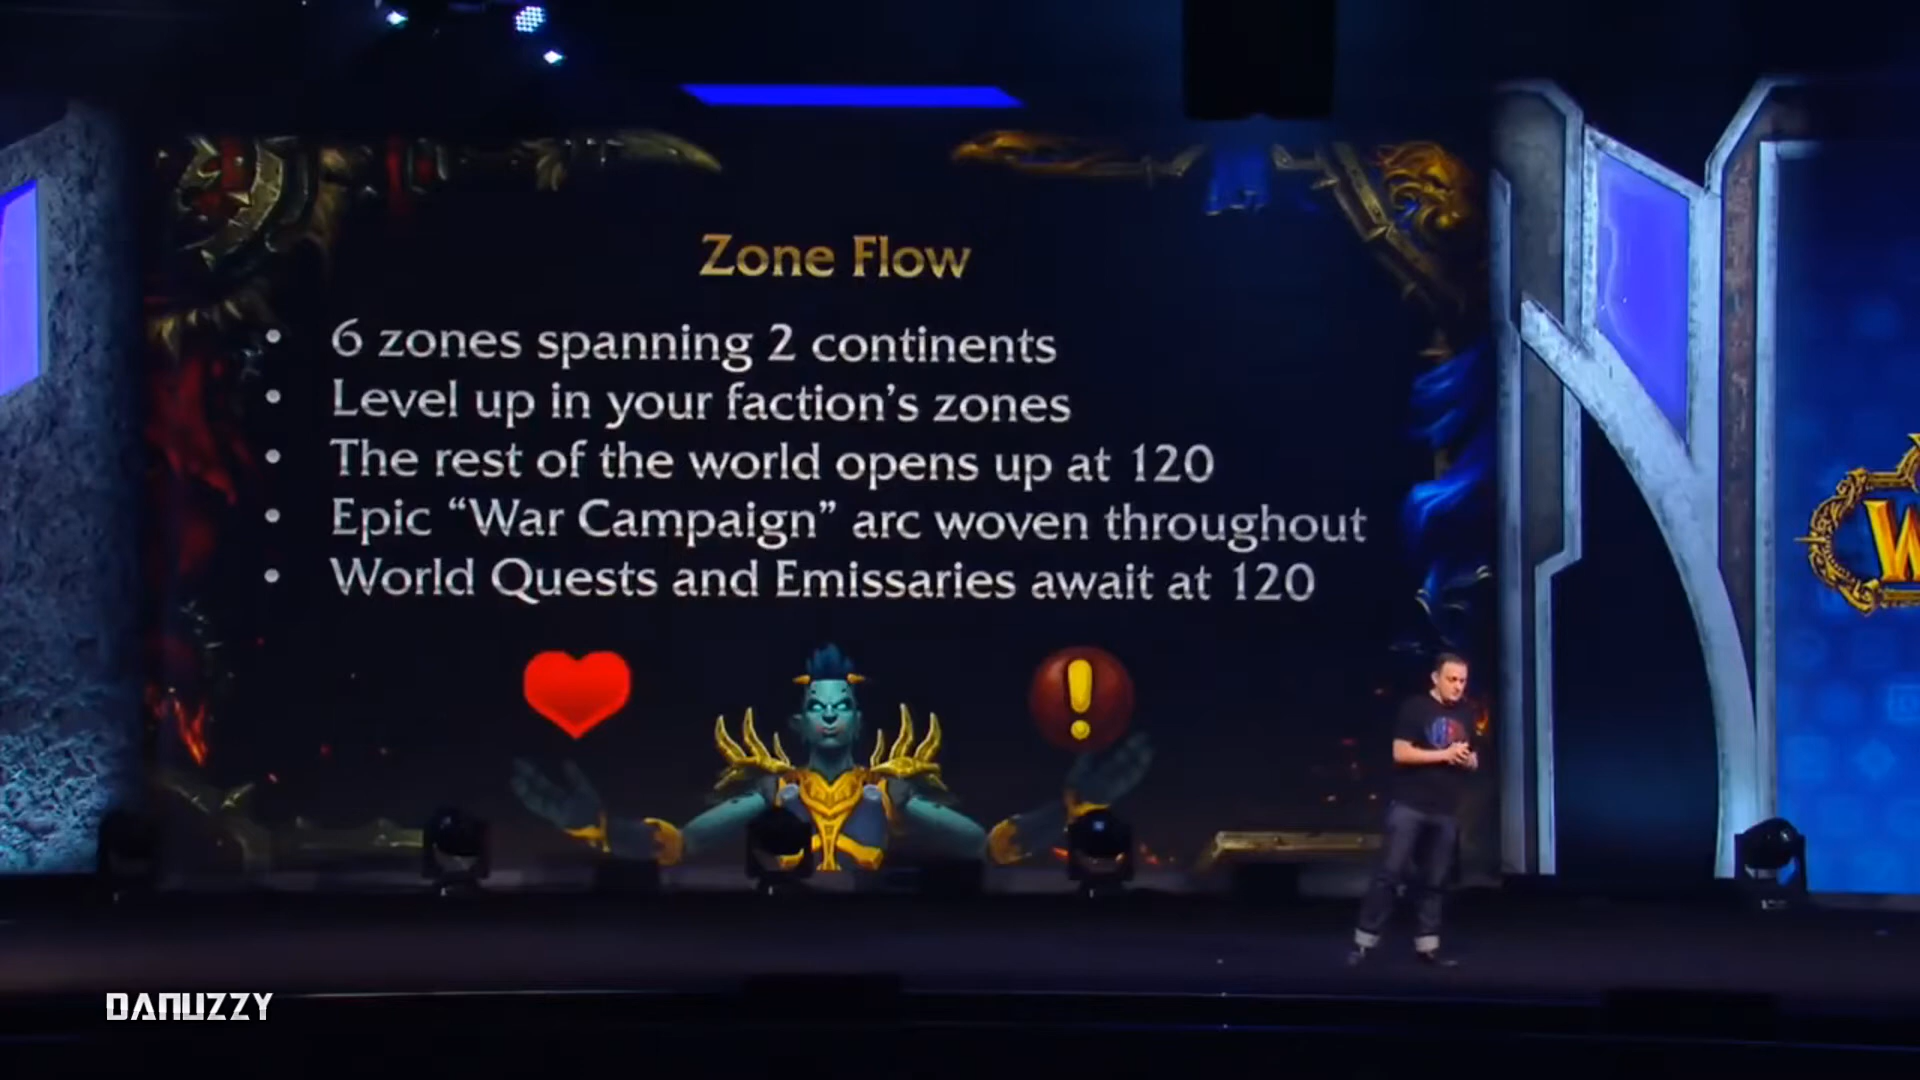 Zone Flow
• 6 zones spanning 2 continents
• Level up in your faction's zones
• The rest of the world opens up at 120
• Epic “War Campaign” arc woven throughout
• World Quests and Emissaries await at 120
!
W
DANUZZY